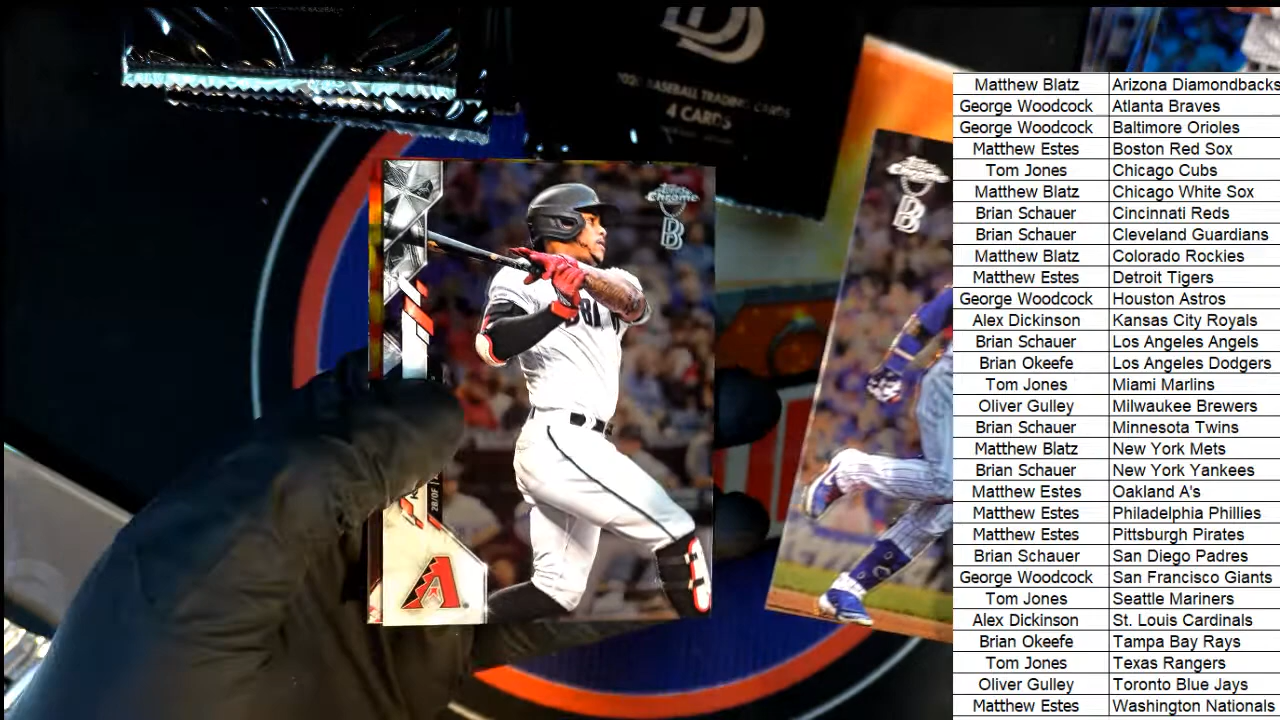 BASEBALL TRADING CARDS
4 CARDS
Topps
Chrome
B
Chrome
B
2B/OF
A
Matthew Blatz Arizona Diamondbacks
George Woodcock Atlanta Braves
George Woodcock Baltimore Orioles
Matthew Estes Boston Red Sox
Tom Jones Chicago Cubs
Matthew Blatz Chicago White Sox
Brian Schauer Cincinnati Reds
Brian Schauer Cleveland Guardians
Matthew Blatz Colorado Rockies
Matthew Estes Detroit Tigers
George Woodcock Houston Astros
Alex Dickinson Kansas City Royals
Brian Schauer Los Angeles Angels
Brian Okeefe Los Angeles Dodgers
Tom Jones Miami Marlins
Oliver Gulley Milwaukee Brewers
Brian Schauer Minnesota Twins
Matthew Blatz New York Mets
Brian Schauer New York Yankees
Matthew Estes Oakland A's
Matthew Estes Philadelphia Phillies
Matthew Estes Pittsburgh Pirates
Brian Schauer San Diego Padres
George Woodcock San Francisco Giants
Tom Jones Seattle Mariners
Alex Dickinson St. Louis Cardinals
Brian Okeefe Tampa Bay Rays
Tom Jones Texas Rangers
Oliver Gulley Toronto Blue Jays
Matthew Estes Washington Nationals